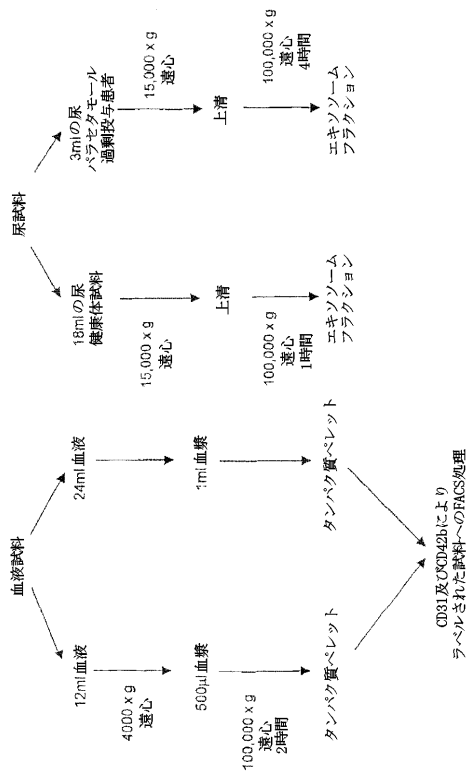 血液試料
12ml血液
24ml血液
4000 x g
遠心
500μl血漿
1ml血漿
100,000 x g
遠心
2時間
タンパク質ペレット
タンパク質ペレット
CD31及びCD42bにより
ラベルされた試料へのFACS処理
尿試料
18mlの尿
健康体試料
3mlの尿
パラセタモール
過剰投与患者
15,000 x g
遠心
15,000 x g
遠心
上清
上清
100,000 x g
遠心
1時間
100,000 x g
遠心
4時間
エキソソーム
フラクション
エキソソーム
フラクション